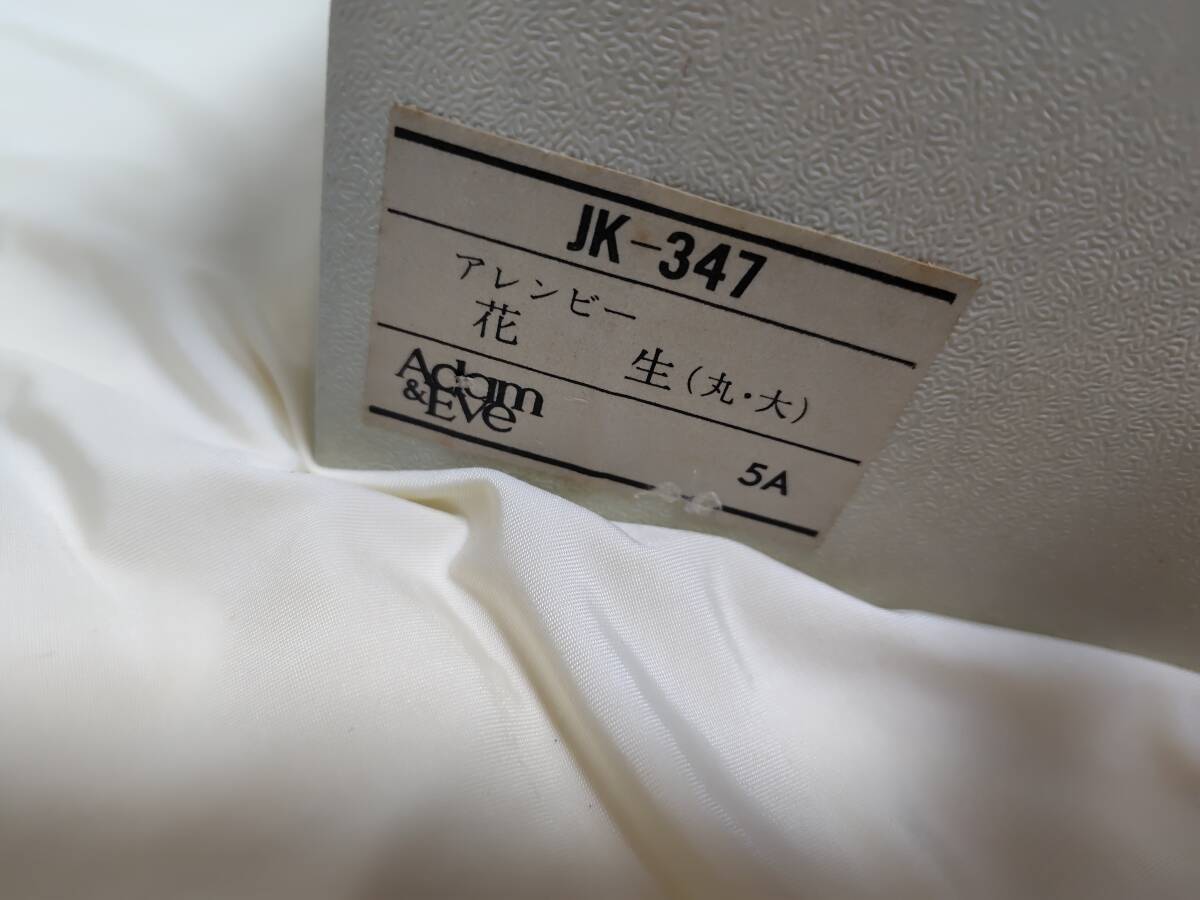 JK-347
アレンビー
花 生(丸・大)
Adam
&Eve
5A